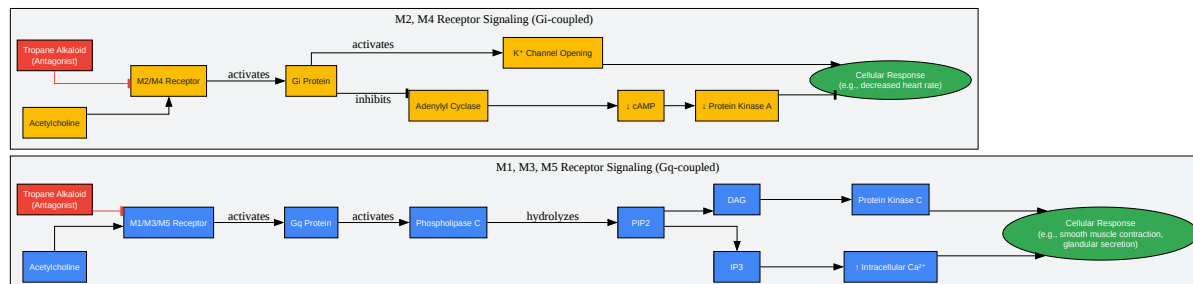 M2, M4 Receptor Signaling (Gi-coupled)
Tropane Alkaloid
(Antagonist)
M2/M4 Receptor
activates
Gi Protein
activates
K⁺ Channel Opening
inhibits
Adenylyl Cyclase
↓ cAMP
↓ Protein Kinase A
Cellular Response
(e.g., decreased heart rate)
Acetylcholine
M1, M3, M5 Receptor Signaling (Gq-coupled)
Tropane Alkaloid
(Antagonist)
M1/M3/M5 Receptor
activates
Gq Protein
activates
Phospholipase C
hydrolyzes
PIP2
DAG
Protein Kinase C
Cellular Response
(e.g., smooth muscle contraction,
glandular secretion)
Acetylcholine
IP3
↑ Intracellular Ca²⁺